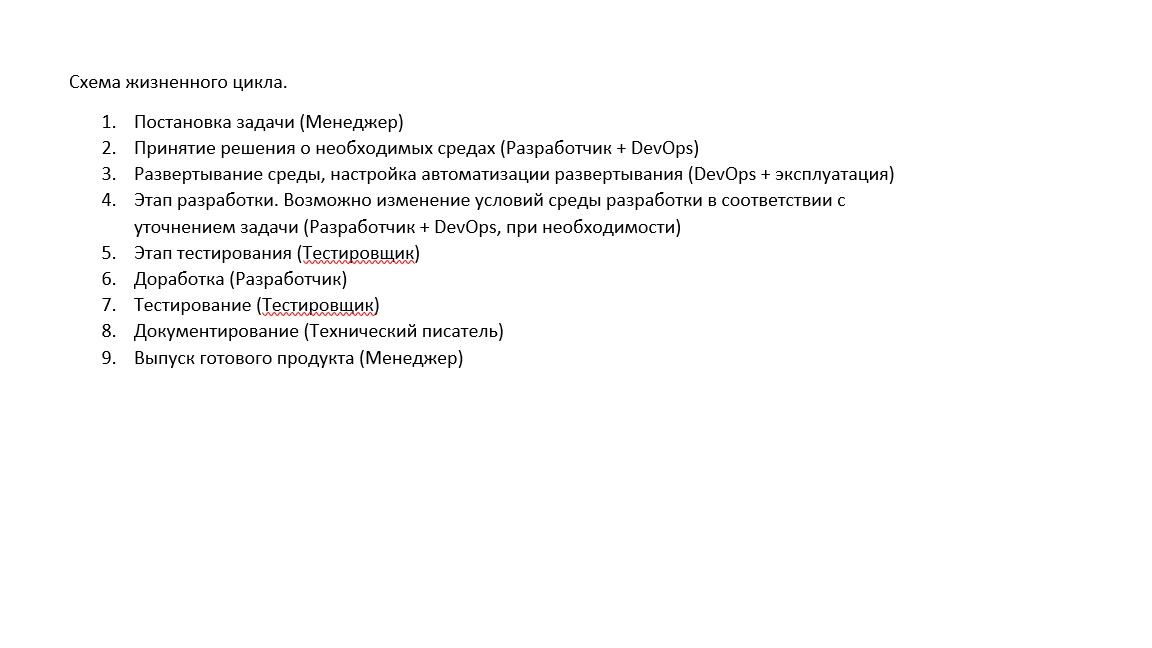 Схема жизненного цикла.
1. Постановка задачи (Менеджер)
2. Принятие решения о необходимых средах (Разработчик + DevOps)
3. Развертывание среды, настройка автоматизации развертывания (DevOps + эксплуатация)
4. Этап разработки. Возможно изменение условий среды разработки в соответствии с
уточнением задачи (Разработчик + DevOps, при необходимости)
5. Этап тестирования (Тестировщик)
6. Доработка (Разработчик)
7. Тестирование (Тестировщик)
8. Документирование (Технический писатель)
9. Выпуск готового продукта (Менеджер)